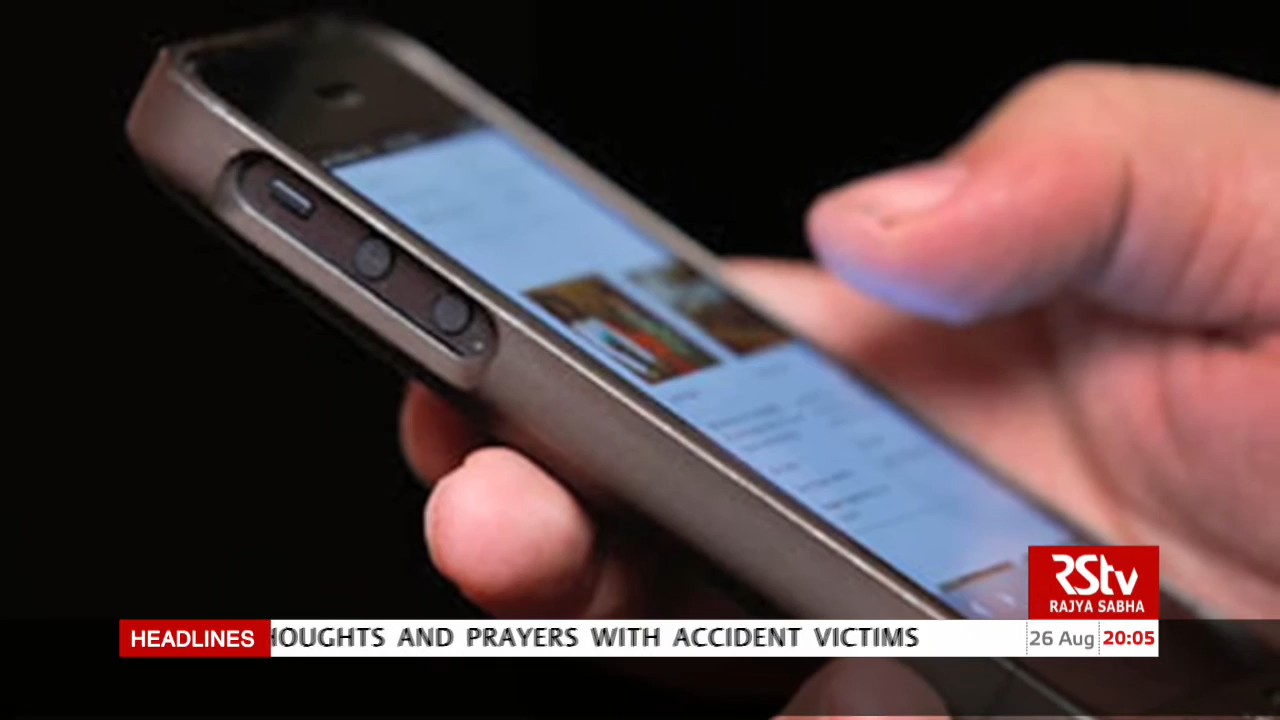 RStv
RAJYA SABHA
HEADLINES
HOUGHTS AND PRAYERS WITH ACCIDENT VICTIMS
26 Aug
20:05